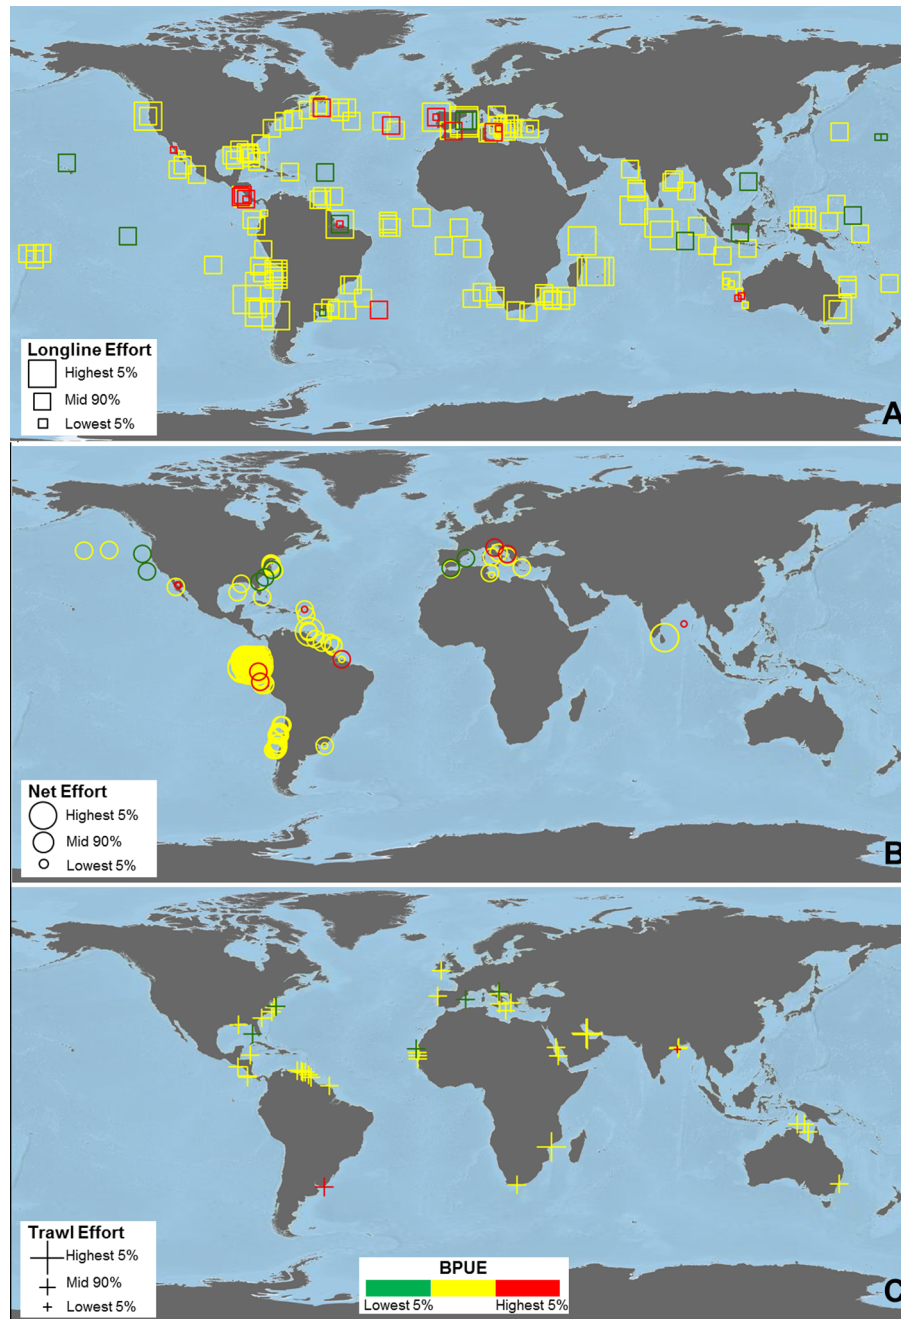 Longline Effort
Highest 5%
Mid 90%
Lowest 5%
A
Net Effort
Highest 5%
Mid 90%
Lowest 5%
B
Trawl Effort
Highest 5%
Mid 90%
Lowest 5%
BPUE
Lowest 5% Highest 5%
C